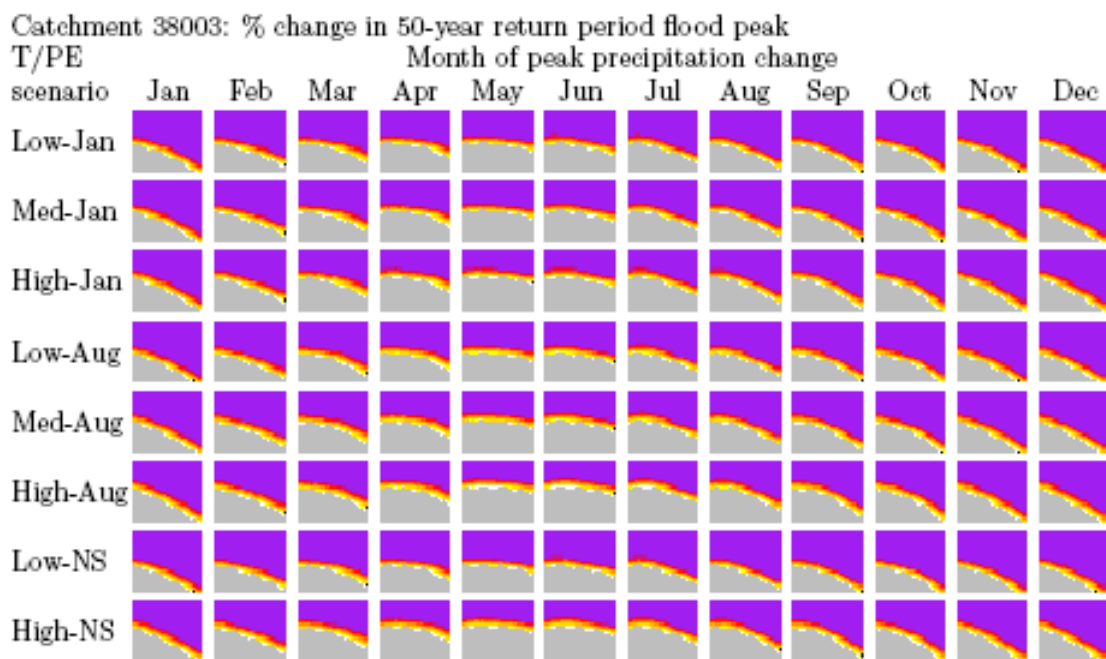 Catchment 38003: % change in 50-year return period flood peak
T/PE Month of peak precipitation change
scenario Jan Feb Mar Apr May Jun Jul Aug Sep Oct Nov Dec
Low-Jan
Med-Jan
High-Jan
Low-Aug
Med-Aug
High-Aug
Low-NS
High-NS